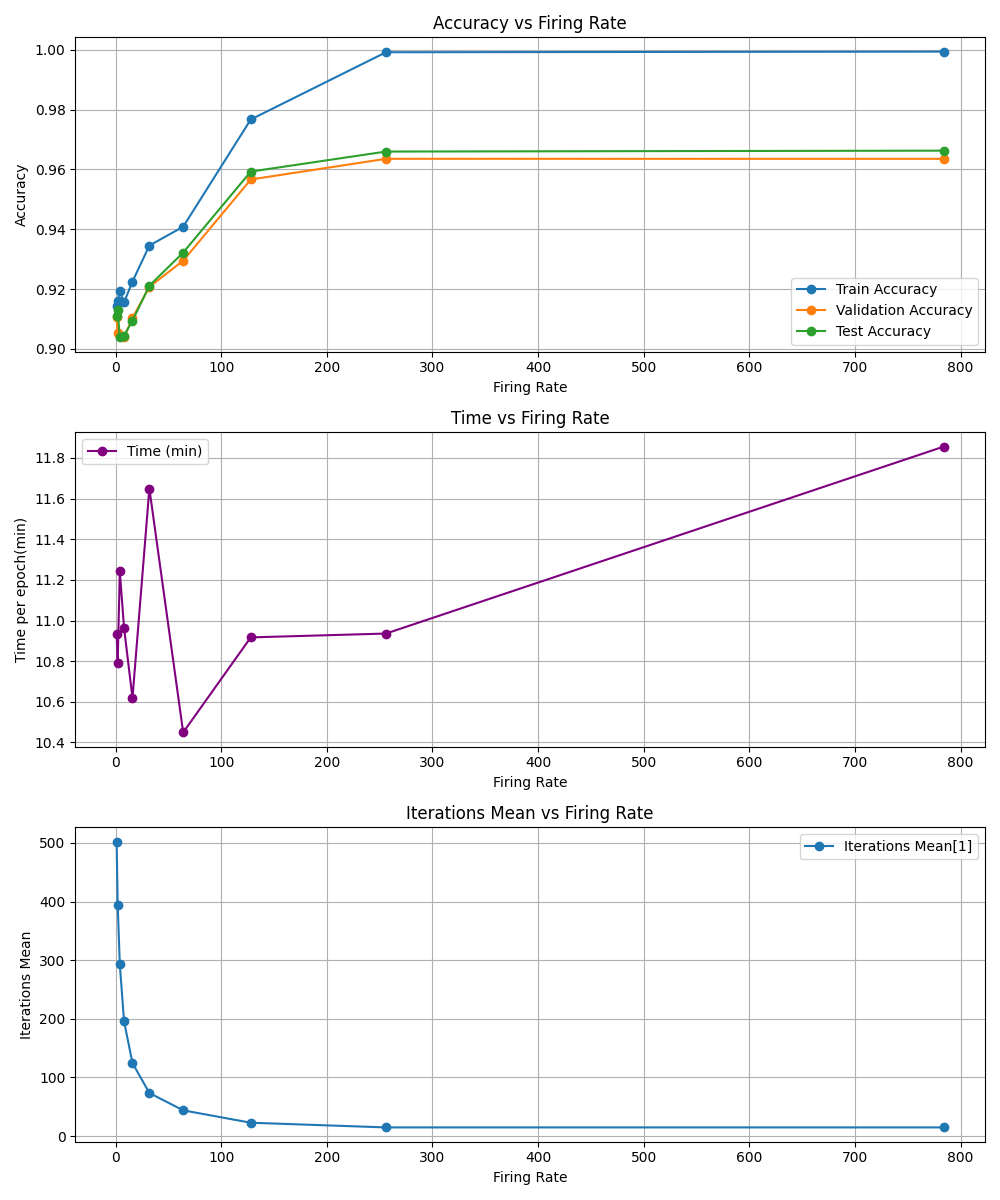 Accuracy vs Firing Rate
1.00
0.98
0.96
0.94
0.92
0.90
Accuracy
Train Accuracy
Validation Accuracy
Test Accuracy
0 100 200 300 400 500 600 700 800
Firing Rate
Time vs Firing Rate
Time (min)
11.8
11.6
11.4
11.2
11.0
10.8
10.6
10.4
Time per epoch(min)
0 100 200 300 400 500 600 700 800
Firing Rate
Iterations Mean vs Firing Rate
Iterations Mean[1]
500
400
300
200
100
0
Iterations Mean
0 100 200 300 400 500 600 700 800
Firing Rate